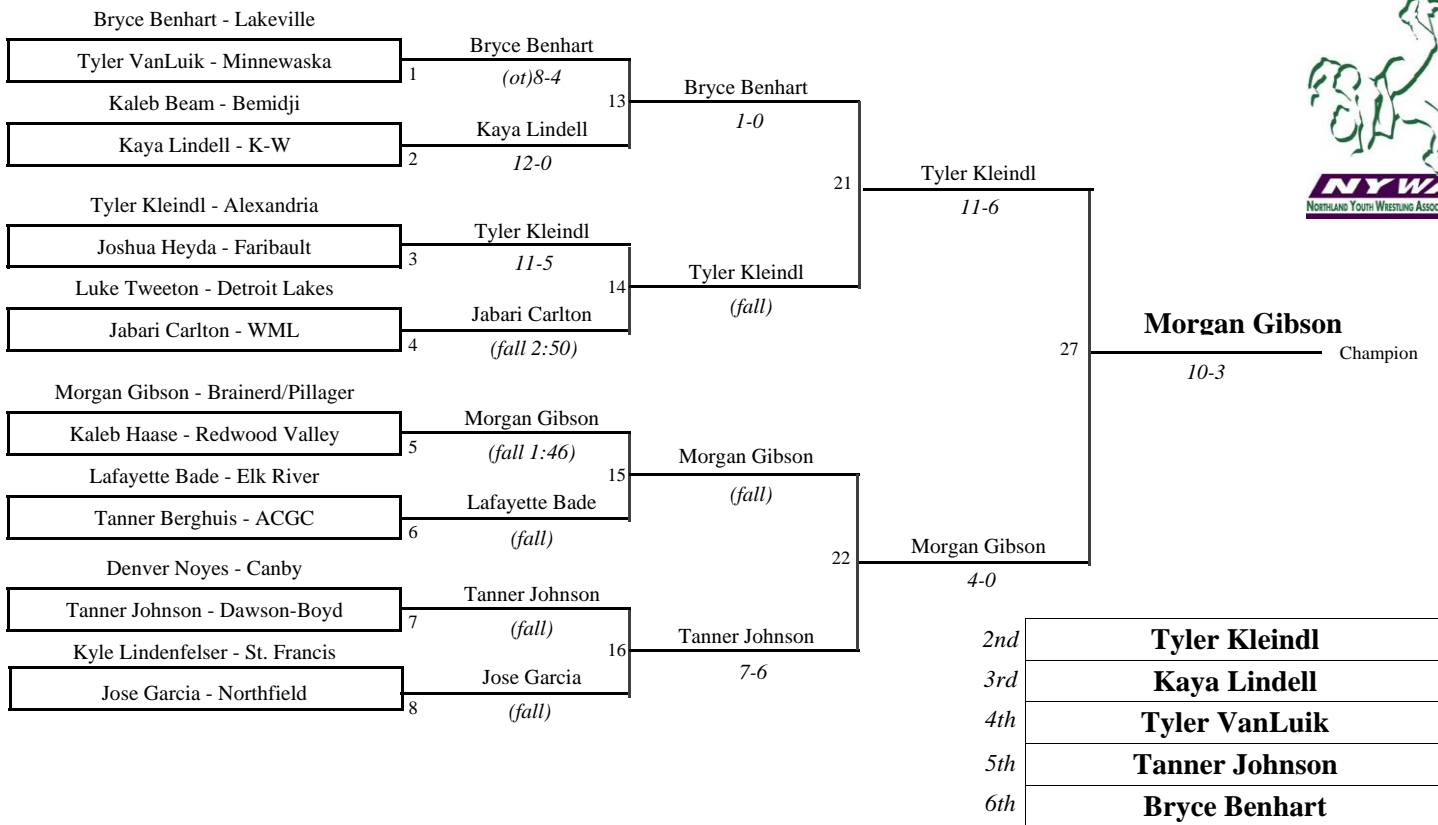 Bryce Benhart - Lakeville
Tyler VanLuik - Minnewaska
1
Kaleb Beam - Bemidji
Kaya Lindell - K-W
2
Tyler Kleindl - Alexandria
Joshua Heyda - Faribault
3
Luke Tweeton - Detroit Lakes
Jabari Carlton - WML
4
Morgan Gibson - Brainerd/Pillager
Kaleb Haase - Redwood Valley
5
Lafayette Bade - Elk River
Tanner Berghuis - ACGC
6
Denver Noyes - Canby
Tanner Johnson - Dawson-Boyd
7
Kyle Lindenfelser - St. Francis
Jose Garcia - Northfield
8
Bryce Benhart
(ot)8-4
13
Kaya Lindell
12-0
Tyler Kleindl
11-5
14
Jabari Carlton
(fall 2:50)
Morgan Gibson
(fall 1:46)
15
Lafayette Bade
(fall)
Tanner Johnson
(fall)
16
Jose Garcia
(fall)
Bryce Benhart
1-0
21
Tyler Kleindl
(fall)
Morgan Gibson
(fall)
22
Tanner Johnson
7-6
Tyler Kleindl
11-6
27
Morgan Gibson
4-0
Morgan Gibson
Champion
10-3
2nd Tyler Kleindl
3rd Kaya Lindell
4th Tyler VanLuik
5th Tanner Johnson
6th Bryce Benhart
NYW
NORTHLAND YOUTH WRESTLING